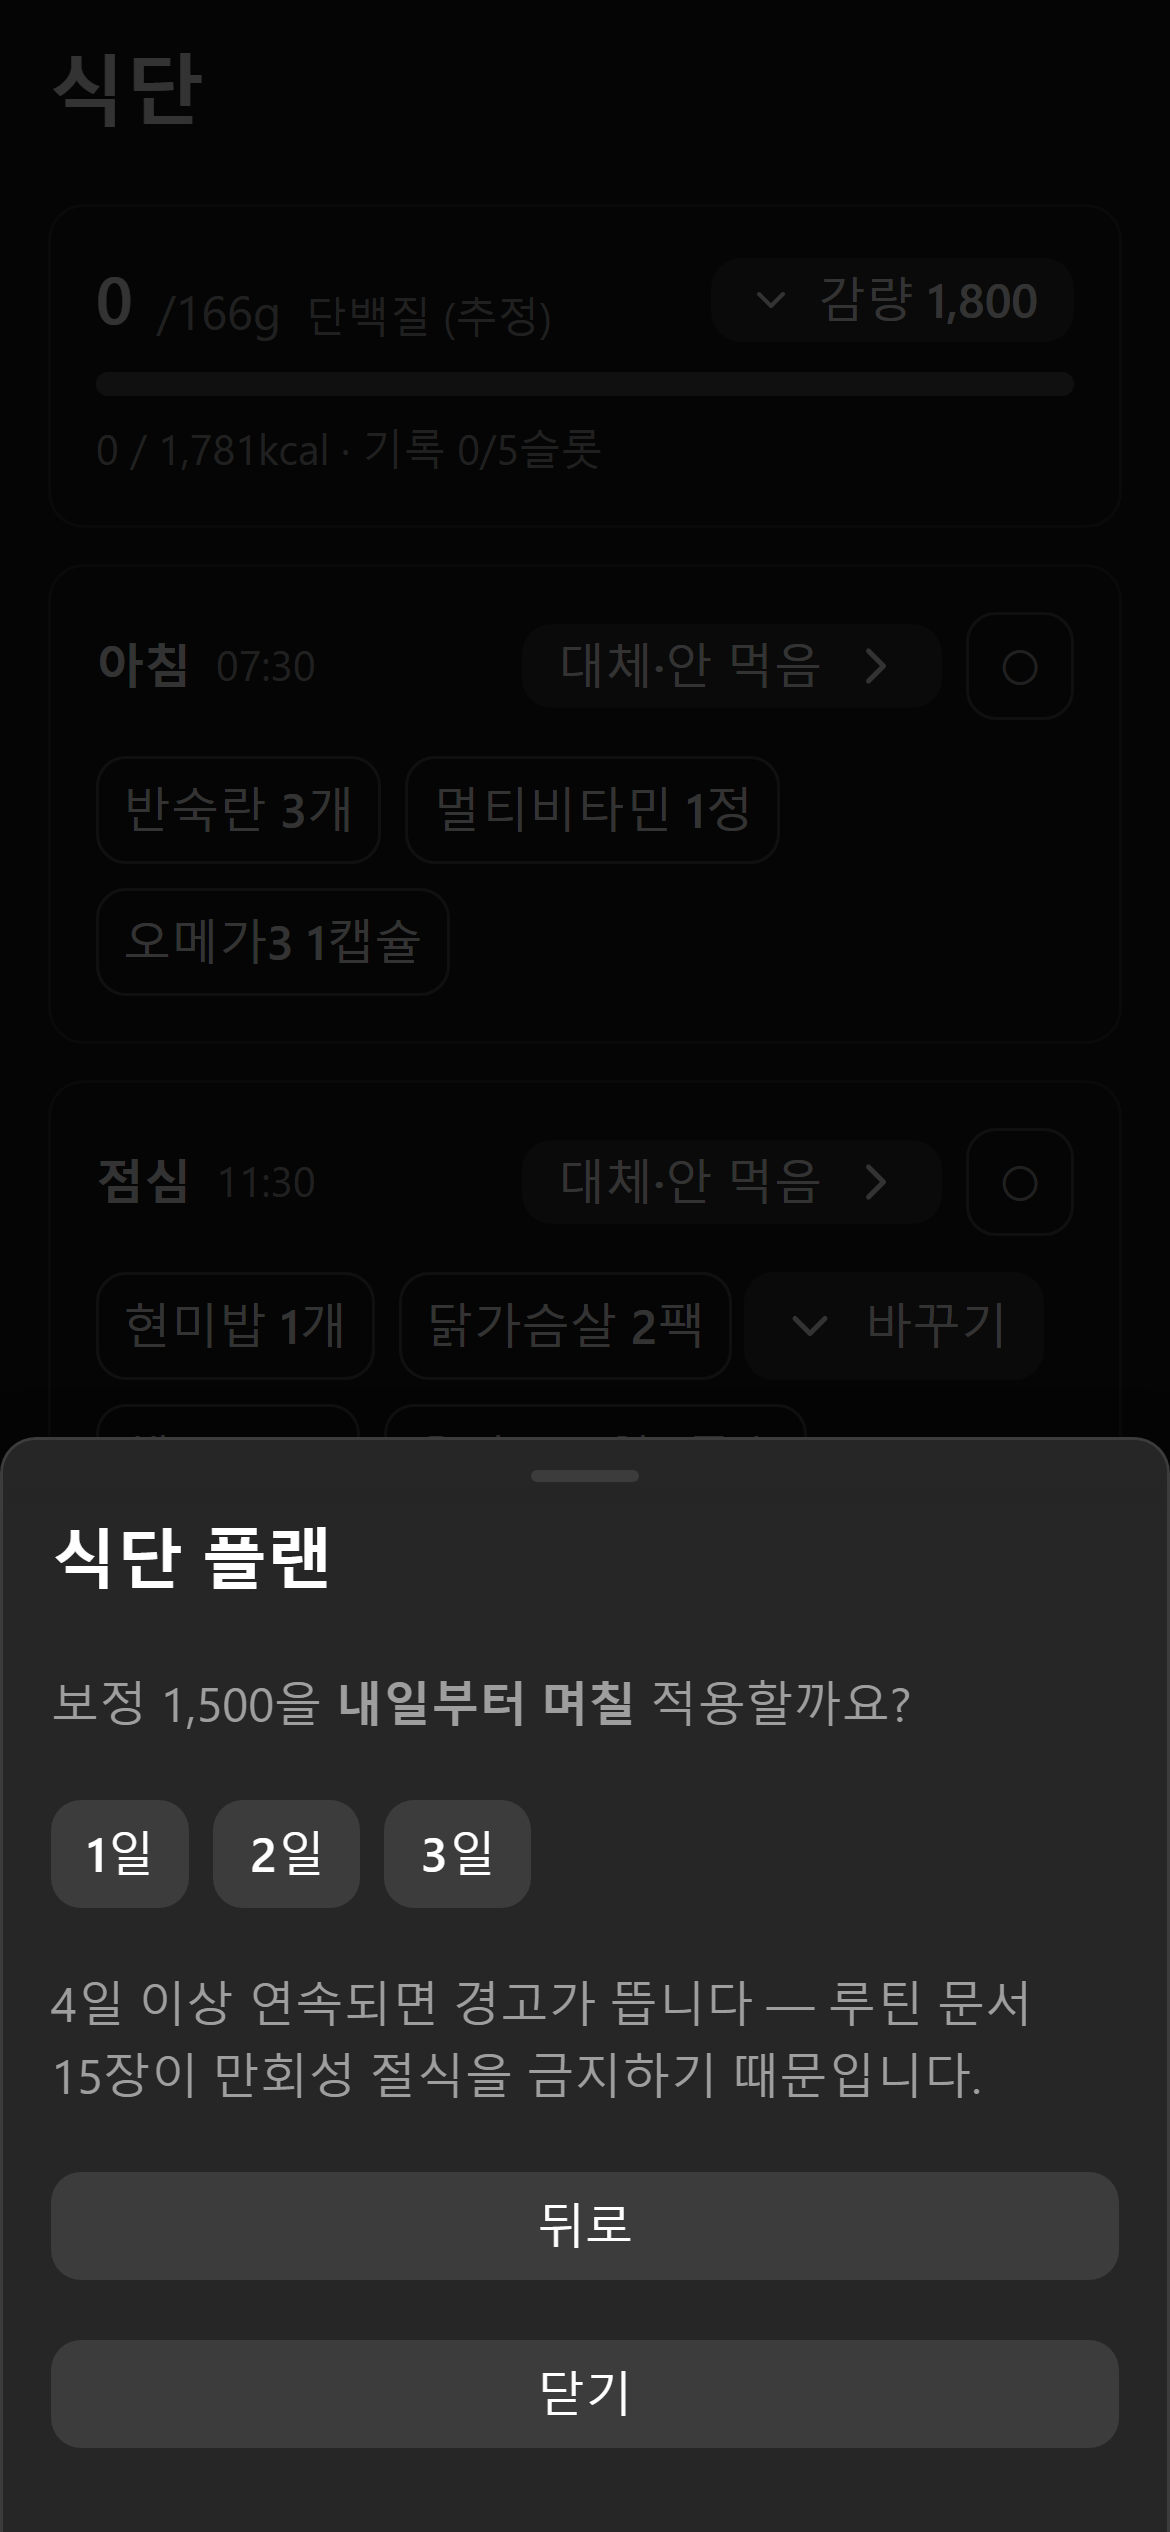 식단
0 /166g 단백질 (추정) 감량 1,800
0 / 1,781kcal · 기록 0/5슬롯
아침 07:30 대체·안 먹음
반숙란 3개 멀티비타민 1정
오메가3 1캡슐
점심 11:30 대체·안 먹음
현미밥 1개 닭가슴살 2팩 바꾸기
식단 플랜
보정 1,500을 내일부터 며칠 적용할까요?
1일 2일 3일
4일 이상 연속되면 경고가 뜹니다 — 루틴 문서
15장이 만회성 절식을 금지하기 때문입니다.
뒤로
닫기